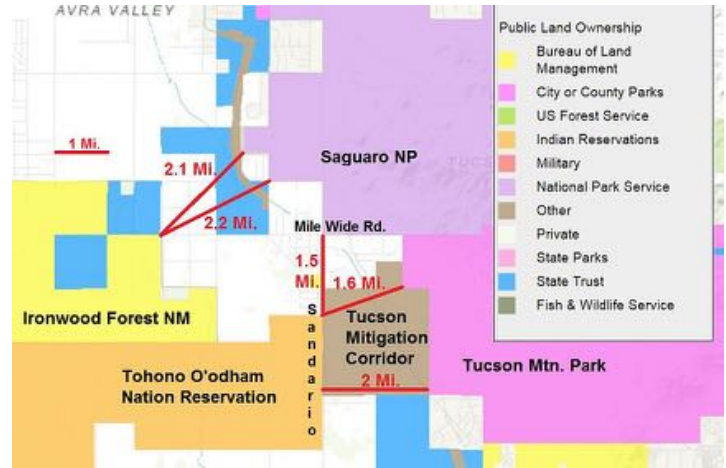 AVRA VALLEY
Public Land Ownership
Bureau of Land
Management
City or County Parks
US Forest Service
Indian Reservations
Military
National Park Service
Other
Private
State Parks
State Trust
Fish & Wildlife Service
1 Mi.
2.1 Mi.
Saguaro NP
2.2 Mi.
Mile Wide Rd.
1.5
Mi.
1.6 Mi.
Ironwood Forest NM
Sandario
Tucson
Mitigation
Corridor
Tucson Mtn. Park
Tohono O'odham
Nation Reservation
2 Mi.